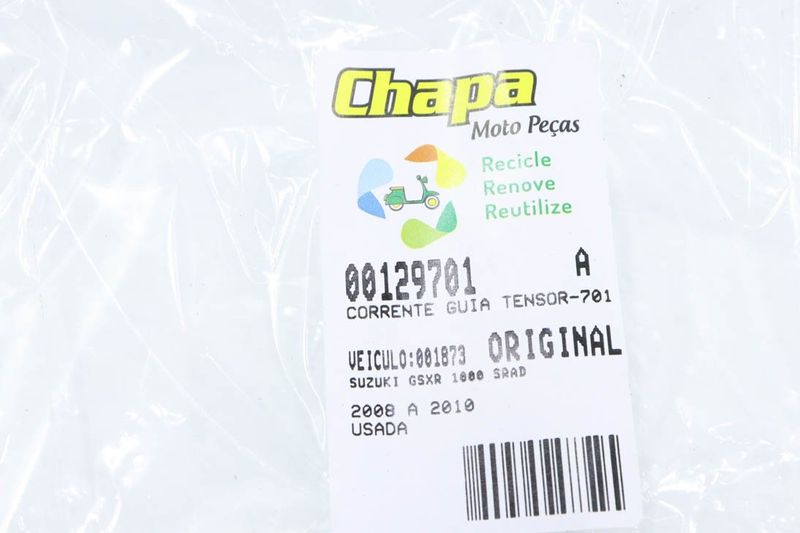 Chapa
Moto Peças
Recicle
Renove
Reutilize
00129701 A
CORRENTE GUIA TENSOR-701
VEICULO:001873 ORIGINAL
SUZUKI GSXR 1000 SRAD
2008 A 2010
USADA